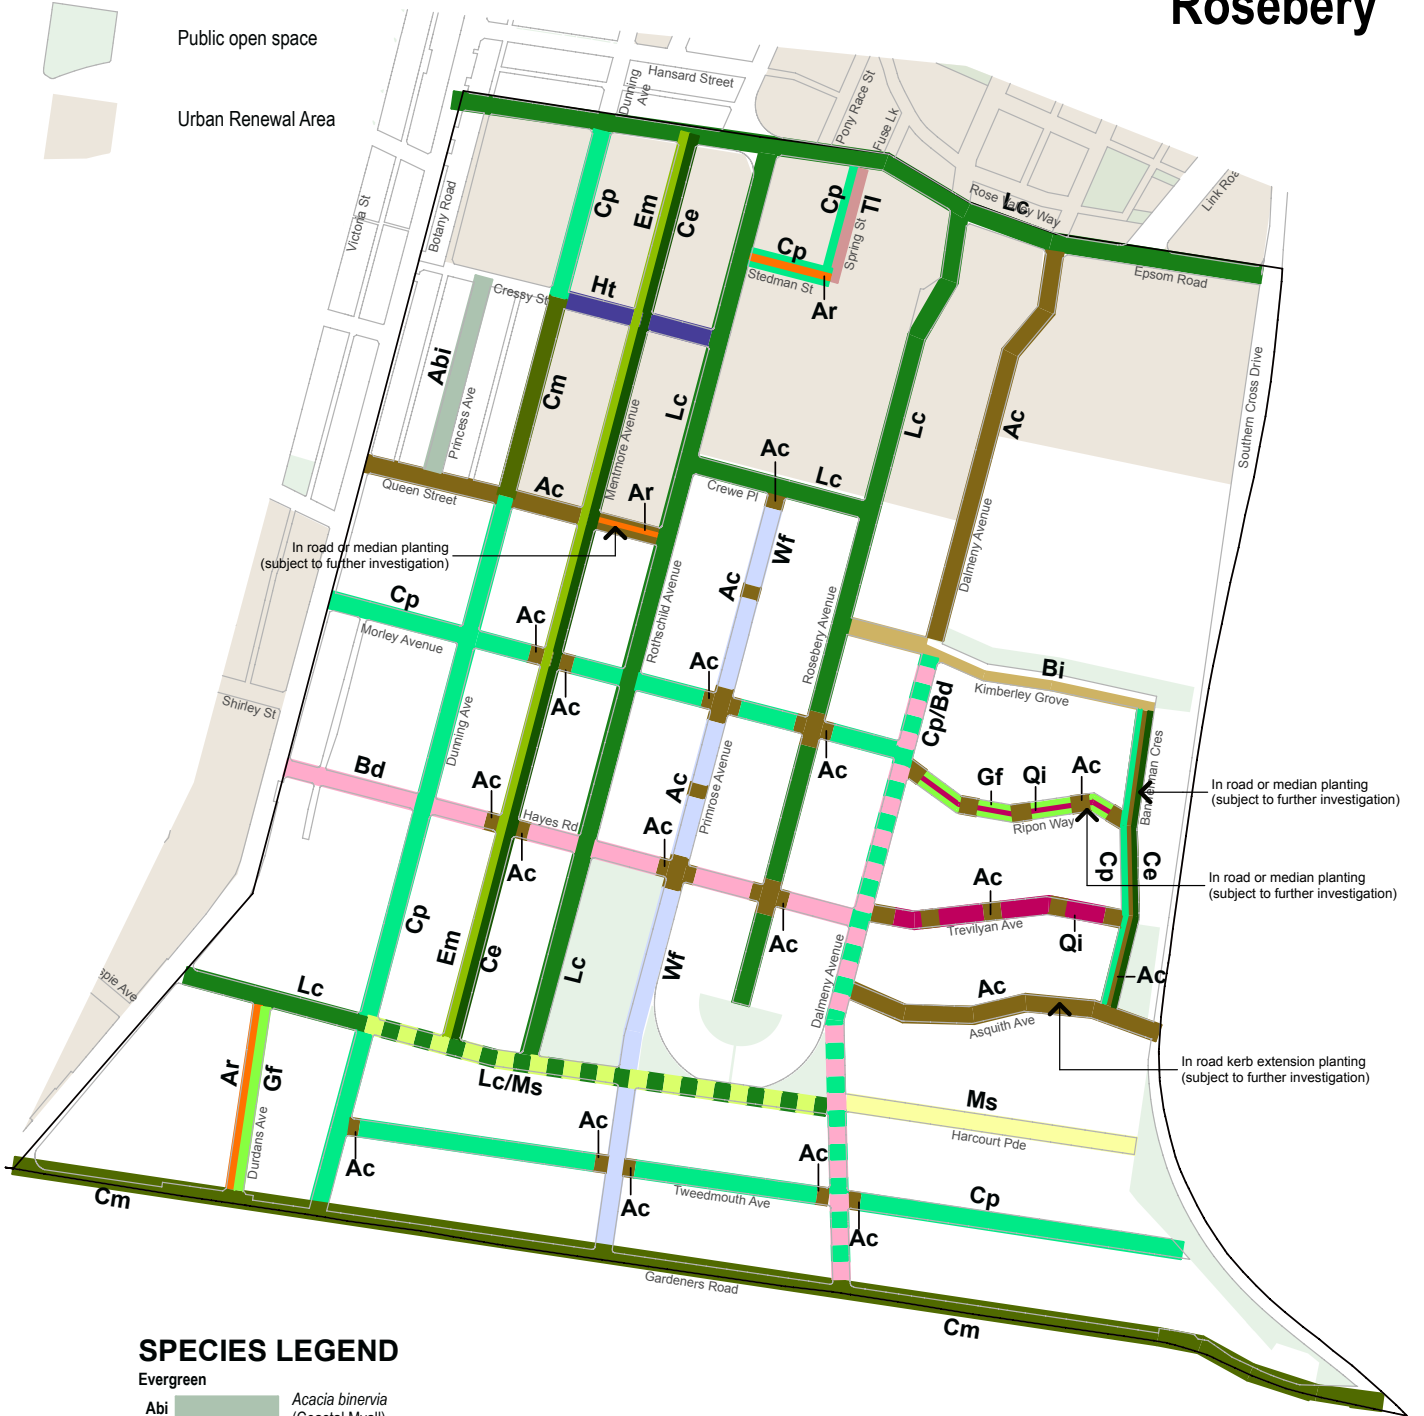 Rosebery
Public open space
Urban Renewal Area
Hansard Street
Dunning
Ave
Pony Race St
Fuse Lk
Rose Valley Way
Lc
Link Roa
Epsom Road
Victoria St
Botany Road
Cp
Em
Ce
Cp
Tl
Spring St
Cp
Stedman St
Ar
Cressy St
Ht
Abi
Princess Ave
Cm
Mentmore Avenue
Lc
Lc
Ac
Southern Cross Drive
Ac
Lc
Crewe Pl
Queen Street
Ac
Ar
In road or median planting
(subject to further investigation)
Wf
Ac
Dalmeny Avenue
Rothschild Avenue
Rosebery Avenue
Cp
Morley Avenue
Ac
Ac
Ac
Bi
Kimberley Grove
Shirley St
Dunning Ave
Cp/Bd
Ac
Bd
Ac
Hayes Rd
Ac
Ac
Primrose Avenue
Ac
Gf
Qi
Ac
Ripon Way
In road or median planting
(subject to further investigation)
Cp
Ce
In road or median planting
(subject to further investigation)
Ac
Trevilyan Ave
Qi
Cp
Em
Ce
Lc
Wf
Ac
Dalmeny Avenue
Ac
Ac
Asquith Ave
In road kerb extension planting
(subject to further investigation)
pie Ave
Lc
Ar
Gf
Durdans Ave
Lc/Ms
Ms
Harcourt Pde
Ac
Ac
Ac
Ac
Tweedmouth Ave
Ac
Cp
Cm
Gardeners Road
Cm
SPECIES LEGEND
Evergreen
Abi
Acacia binervia